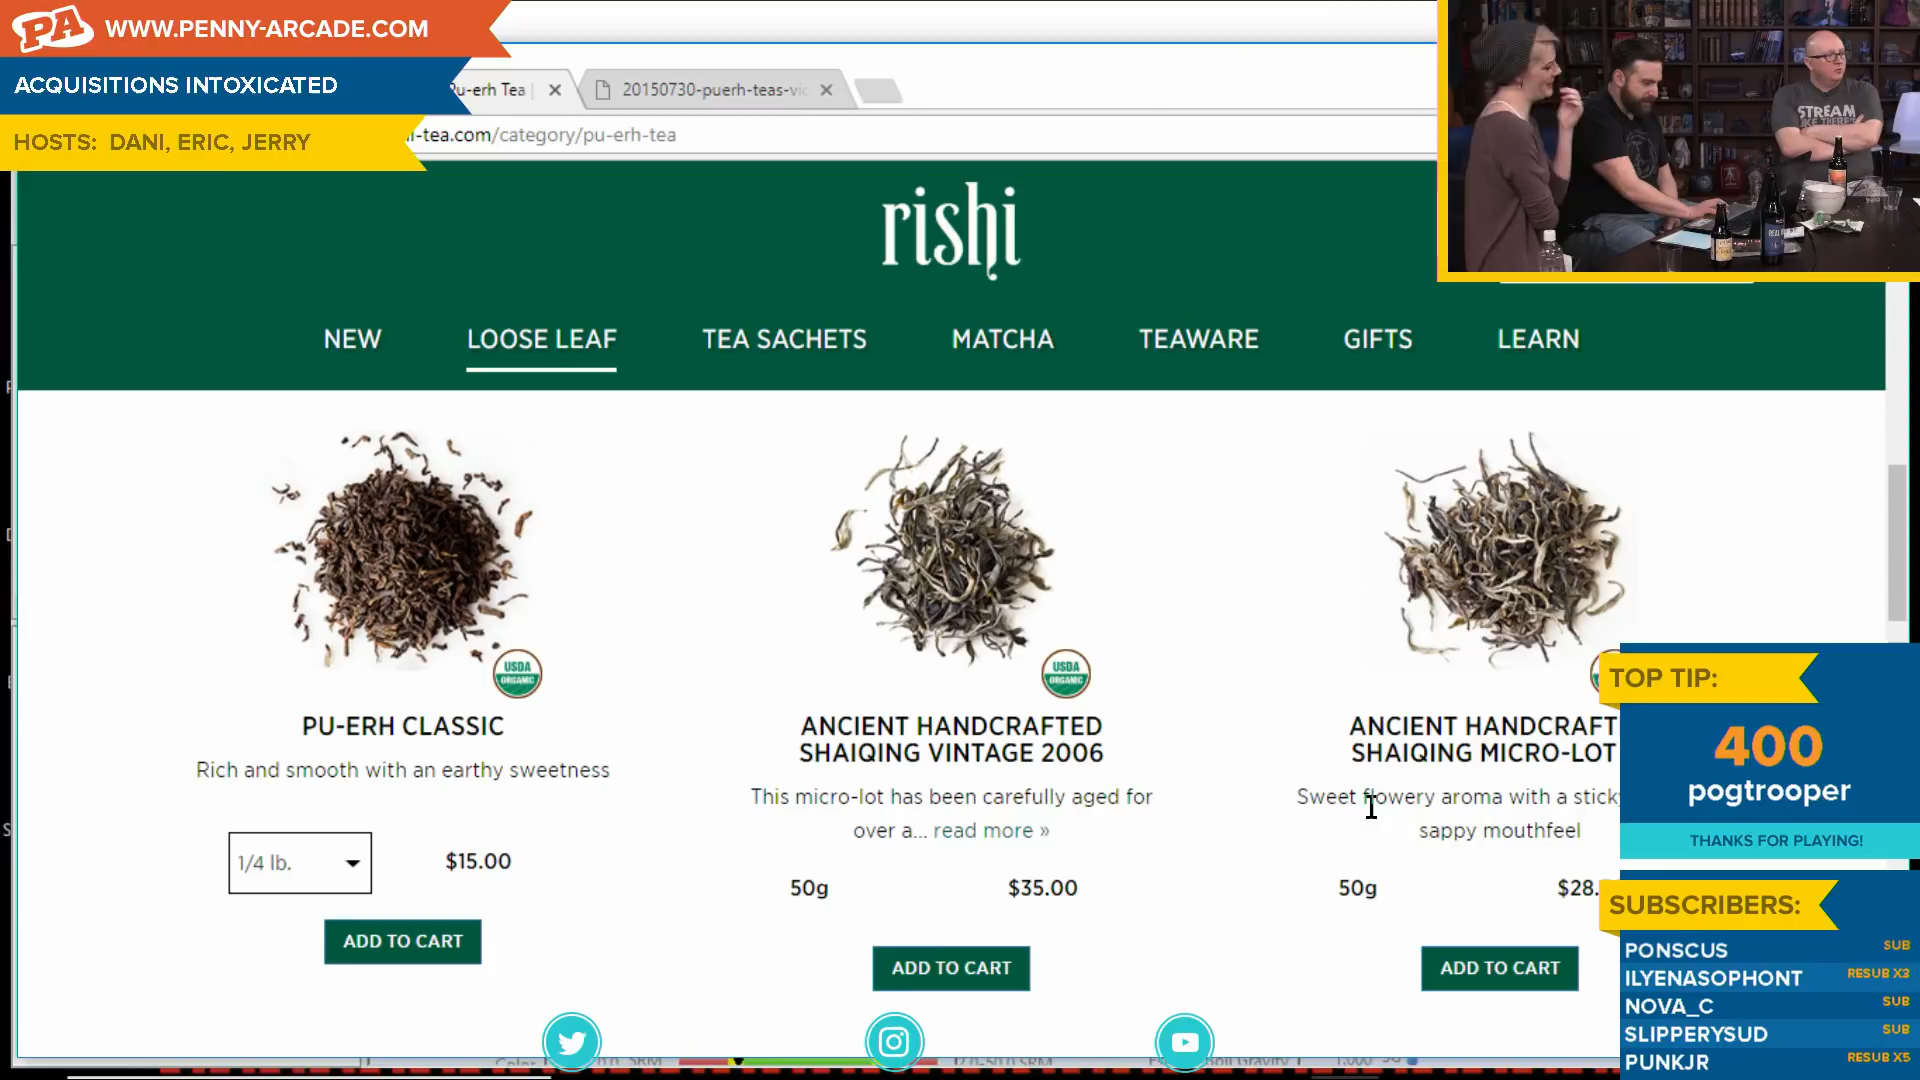 PA WWW.PENNY-ARCADE.COM
ACQUISITIONS INTOXICATED
HOSTS: DANI, ERIC, JERRY
Pu-erh Tea
20150730-puerh-teas-vi
-tea.com/category/pu-erh-tea
STREAM
LIKE THERE'S
rishi
NEW LOOSE LEAF TEA SACHETS MATCHA TEAWARE GIFTS LEARN
USDA
ORGANIC
USDA
ORGANIC
PU-ERH CLASSIC
Rich and smooth with an earthy sweetness
1/4 lb. $15.00
ADD TO CART
ANCIENT HANDCRAFTED
SHAIQING VINTAGE 2006
This micro-lot has been carefully aged for
over a... read more »
50g $35.00
ADD TO CART
ANCIENT HANDCRAFT
SHAIQING MICRO-LOT
Sweet flowery aroma with a stick
sappy mouthfeel
50g $28.
ADD TO CART
TOP TIP:
400
pogtrooper
THANKS FOR PLAYING!
SUBSCRIBERS:
PONSCUS SUB
ILYENASOPHONT RESUB X3
NOVA_C SUB
SLIPPERYSUD SUB
PUNKJR RESUB X5